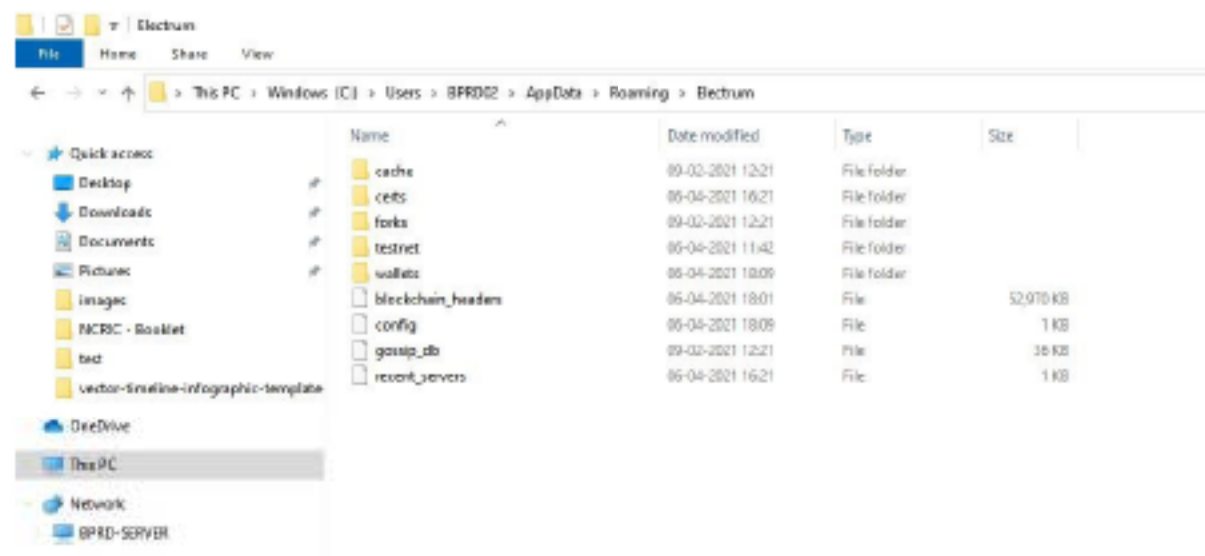 Electrum
File Home Share View
This PC > Windows (C:) > Users > BPRD02 > AppData > Roaming > Electrum
Name Date modified Type Size
Quick access
Desktop
Downloads
Documents
Pictures
images
NCRIC - Booklet
test
vector-timeline-infographic-template
OneDrive
This PC
Network
BPRD-SERVER
cache 09-02-2021 12:21 File folder
certs 06-04-2021 16:21 File folder
forks 09-02-2021 12:21 File folder
testnet 06-04-2021 11:42 File folder
wallets 06-04-2021 18:09 File folder
blockchain_headers 06-04-2021 18:01 File 52,970 KB
config 06-04-2021 18:09 File 1 KB
gossip_db 09-02-2021 12:21 File 36 KB
recent_servers 06-04-2021 16:21 File 1 KB